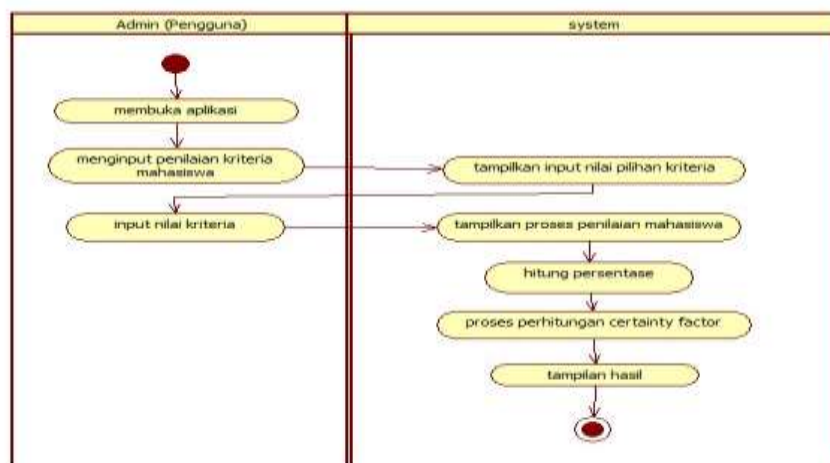 Admin (Pengguna)
system
membuka aplikasi
menginput penilaian kriteria
mahasiswa
tampilkan input nilai pilihan kriteria
input nilai kriteria
tampilkan proses penilaian mahasiswa
hitung persentase
proses perhitungan certainty factor
tampilan hasil